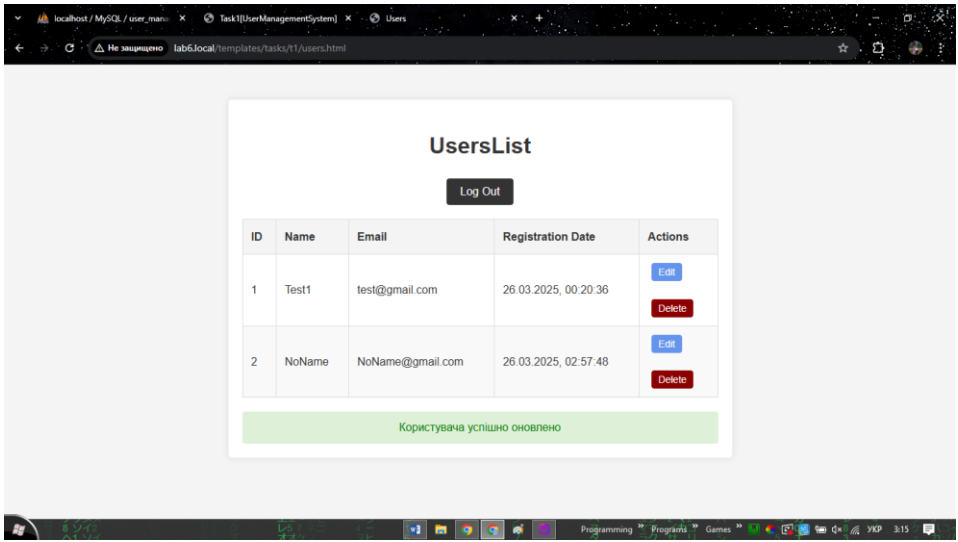 localhost / MySQL / user_mana
Task1[UserManagementSystem]
Users
Не защищено lab6.local/templates/tasks/t1/users.html
UsersList
Log Out
ID Name Email Registration Date Actions
1 Test1 test@gmail.com 26.03.2025, 00:20:36 Edit
Delete
2 NoName NoName@gmail.com 26.03.2025, 02:57:48 Edit
Delete
Користувача успішно оновлено
Programming » Programs » Games » УКР 3:15